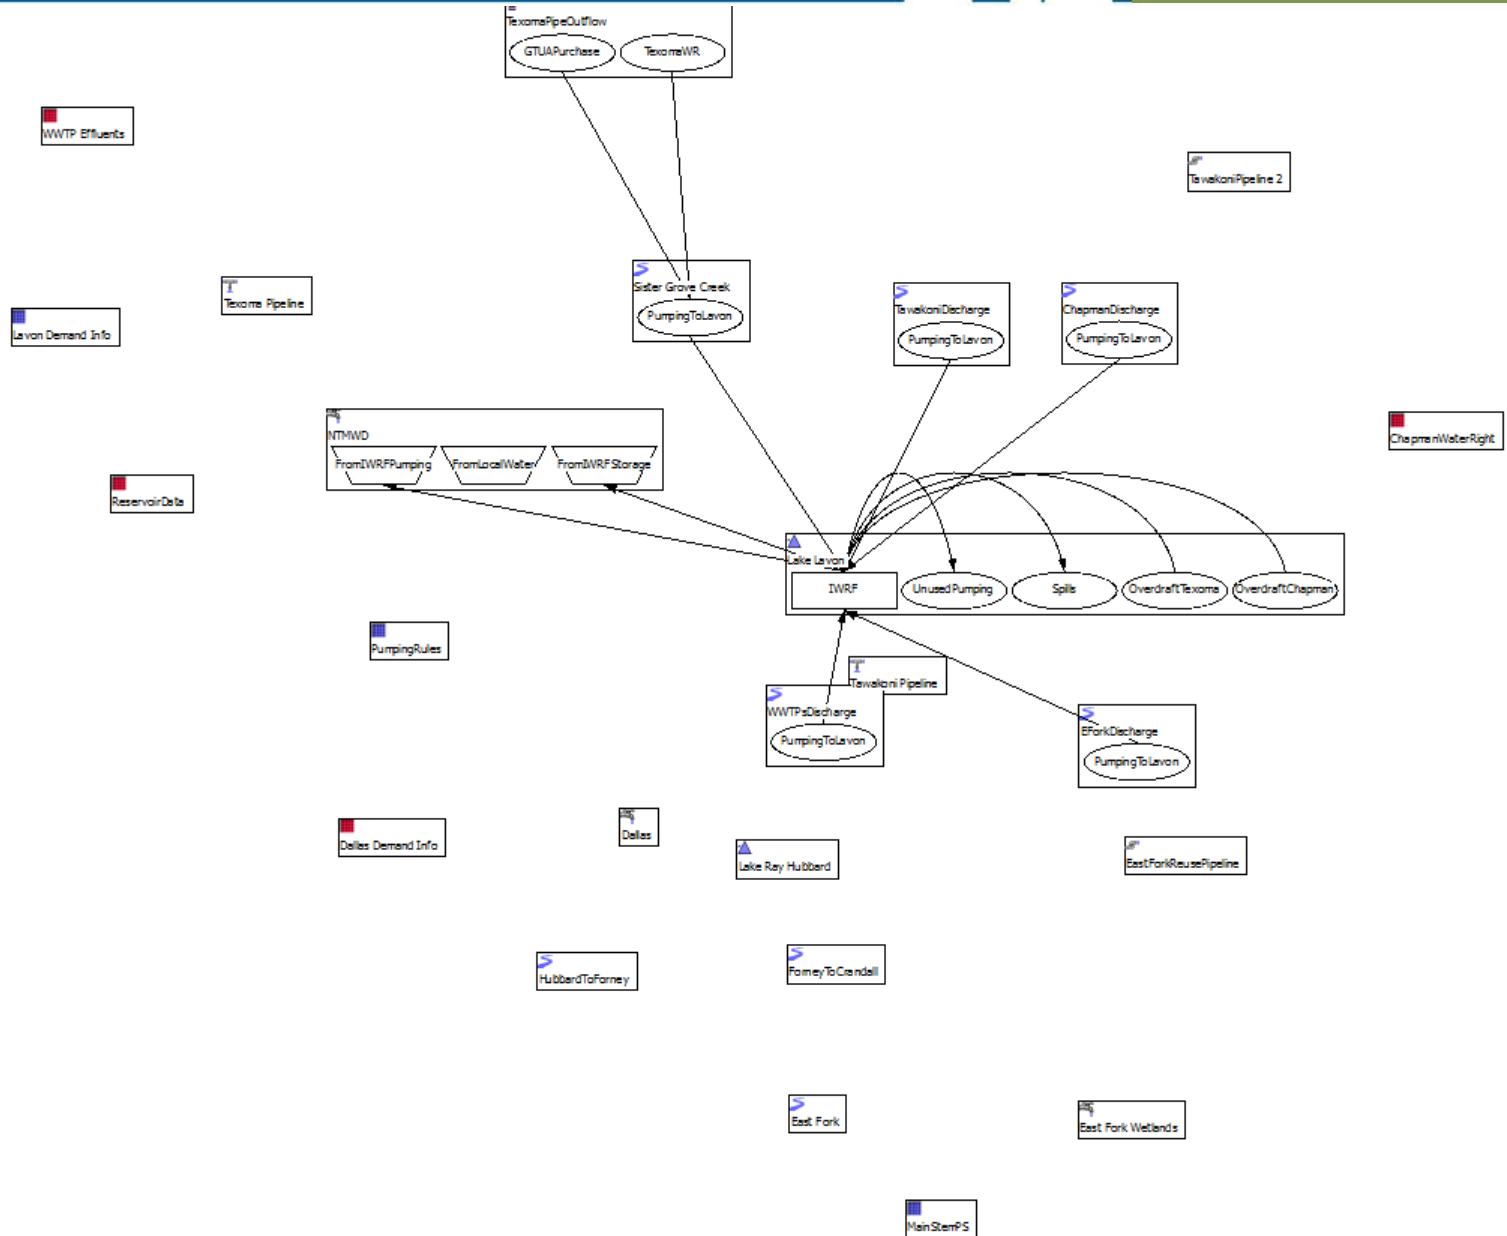 TexomaPipeOutflow
GTUAPurchase
TexomaWR
WWTP Effluents
TawakoniPipeline 2
Sister Grove Creek
PumpingToLavon
TawakoniDischarge
PumpingToLavon
ChapmanDischarge
PumpingToLavon
Texoma Pipeline
Lavon Demand Info
NTMWD
FromIWRFPumping
FromLocalWater
FromIWRFStorage
ChapmanWaterRight
ReservoirData
Lake Lavon
IWRF
UnusedPumping
Spills
OverdraftTexoma
OverdraftChapman
PumpingRules
Tawakoni Pipeline
WWTPsDischarge
PumpingToLavon
EForkDischarge
PumpingToLavon
Dallas Demand Info
Dallas
Lake Ray Hubbard
EastForkReusePipeline
HubbardToForney
ForneyToCrandall
East Fork
East Fork Wetlands
MainStemPS